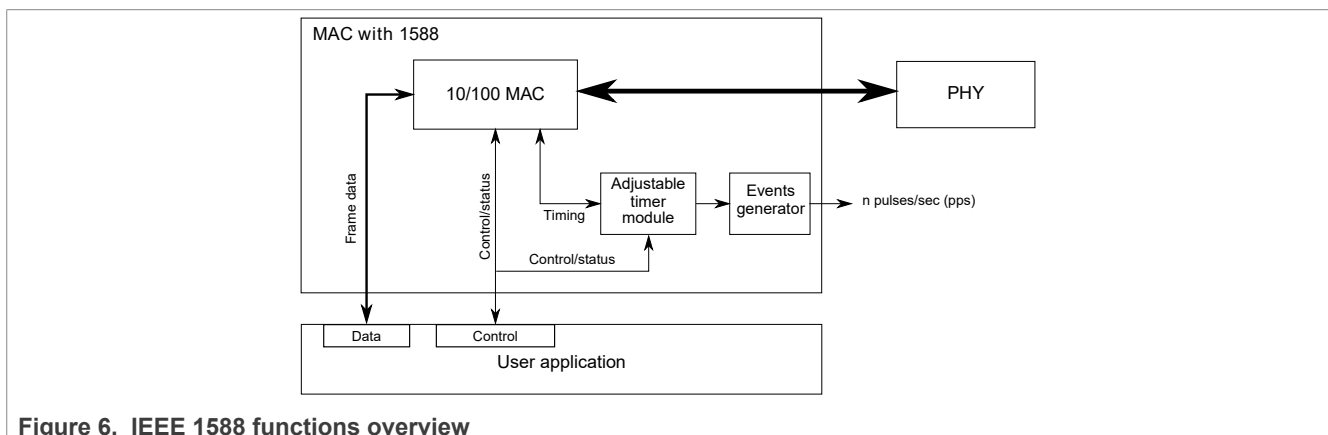 MAC with 1588
10/100 MAC
PHY
Frame data
Control/status
Timing
Adjustable
timer
module
Events
generator
n pulses/sec (pps)
Control/status
Data
Control
User application
Figure 6. IEEE 1588 functions overview